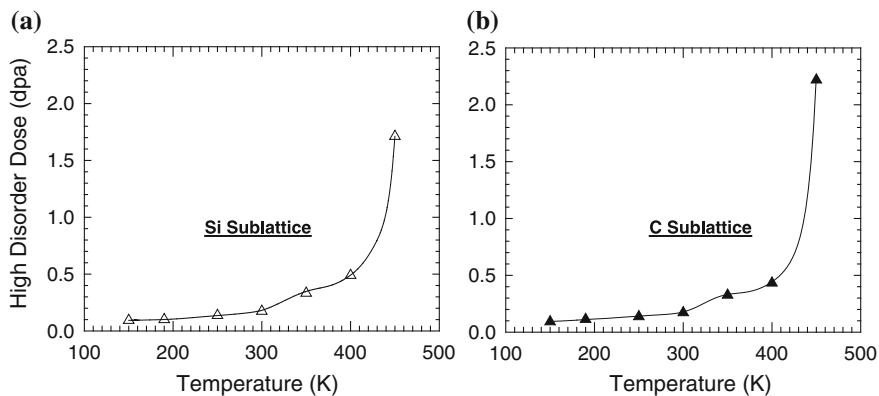 (a)
2.5
2.0
1.5
1.0
0.5
0.0
High Disorder Dose (dpa)
Si Sublattice
100 200 300 400 500
Temperature (K)
(b)
2.5
2.0
1.5
1.0
0.5
0.0
C Sublattice
100 200 300 400 500
Temperature (K)